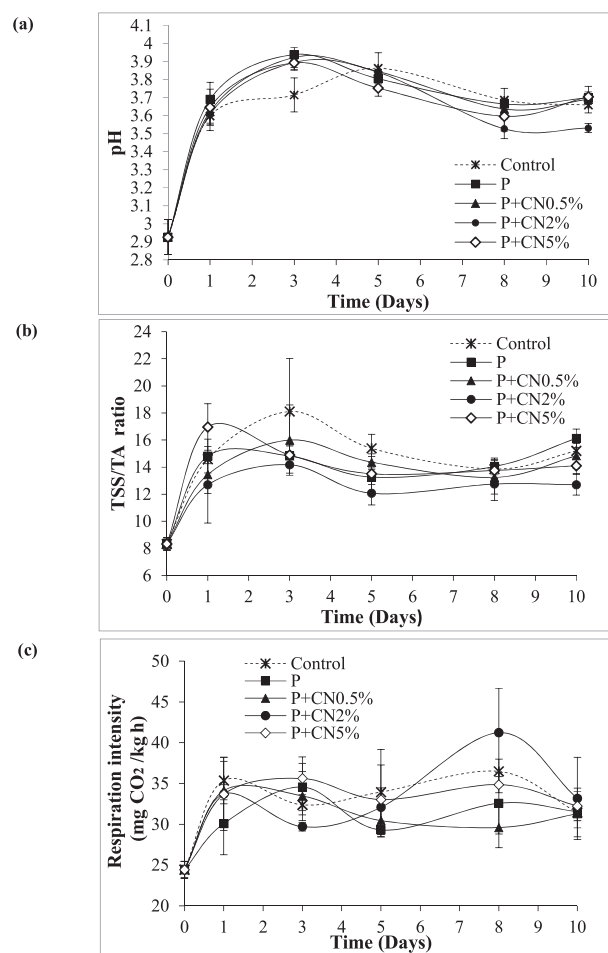 (a)
4.1
4
3.9
3.8
3.7
3.6
3.5
3.4
3.3
3.2
3.1
3
2.9
2.8
pH
0 1 2 3 4 5 6 7 8 9 10
Time (Days)
Control
P
P+CN0.5%
P+CN2%
P+CN5%
(b)
24
22
20
18
16
14
12
10
8
6
TSS/TA ratio
0 1 2 3 4 5 6 7 8 9 10
Time (Days)
Control
P
P+CN0.5%
P+CN2%
P+CN5%
(c)
50
45
40
35
30
25
20
Respiration intensity
(mg CO₂ /kg h)
0 1 2 3 4 5 6 7 8 9 10
Time (Days)
Control
P
P+CN0.5%
P+CN2%
P+CN5%